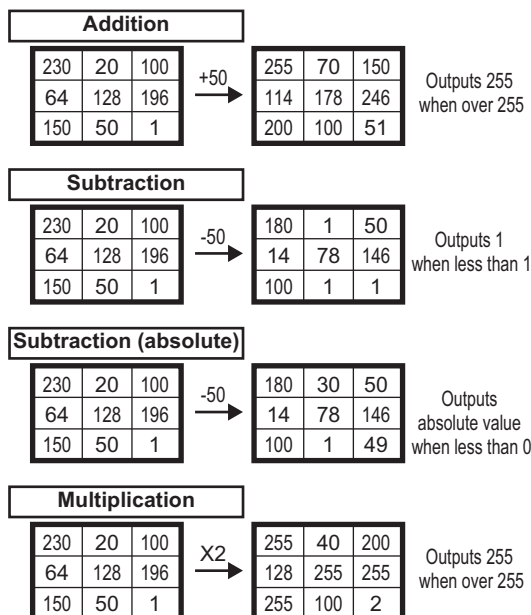 Addition
230 20 100 +50 255 70 150
64 128 196 114 178 246
150 50 1 200 100 51
Outputs 255
when over 255
Subtraction
230 20 100 -50 180 1 50
64 128 196 14 78 146
150 50 1 100 1 1
Outputs 1
when less than 1
Subtraction (absolute)
230 20 100 -50 180 30 50
64 128 196 14 78 146
150 50 1 100 1 49
Outputs
absolute value
when less than 0
Multiplication
230 20 100 X2 255 40 200
64 128 196 128 255 255
150 50 1 255 100 2
Outputs 255
when over 255